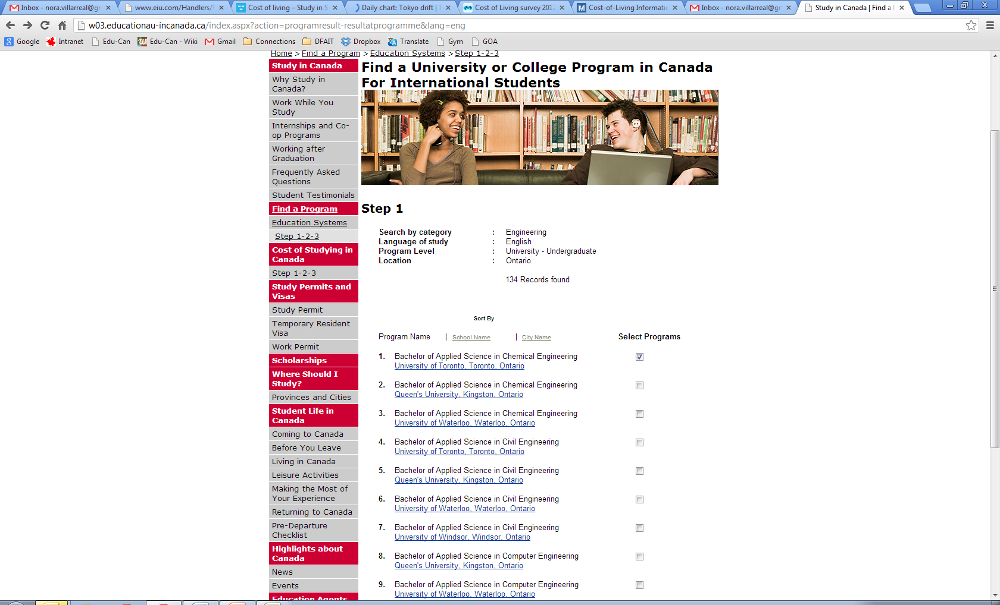 Inbox - nora.villarreal@gr
www.eiu.com/Handlers/
Cost of living – Study in S
Daily chart: Tokyo drift | T
Cost of Living survey 2012
Cost-of-Living Informatic
Inbox - nora.villarreal@gr
Study in Canada | Find a
w03.educationau-incanada.ca/index.aspx?action=programresult-resultatprogramme&lang=eng
Google
Intranet
Edu-Can
Edu-Can - Wiki
Gmail
Connections
DFAIT
Dropbox
Translate
Gym
GOA
Home > Find a Program > Education Systems > Step 1-2-3
Study in Canada
Why Study in
Canada?
Work While You
Study
Internships and Co-
op Programs
Working after
Graduation
Frequently Asked
Questions
Student Testimonials
Find a Program
Education Systems
Step 1-2-3
Cost of Studying in
Canada
Step 1-2-3
Study Permits and
Visas
Study Permit
Temporary Resident
Visa
Work Permit
Scholarships
Where Should I
Study?
Provinces and Cities
Student Life in
Canada
Coming to Canada
Before You Leave
Living in Canada
Leisure Activities
Making the Most of
Your Experience
Returning to Canada
Pre-Departure
Checklist
Highlights about
Canada
News
Events
Education Agents
Find a University or College Program in Canada
For International Students
Step 1
Search by category : Engineering
Language of study : English
Program Level : University - Undergraduate
Location : Ontario
134 Records found
Sort By
Program Name | School Name | City Name Select Programs
1. Bachelor of Applied Science in Chemical Engineering
University of Toronto, Toronto, Ontario
2. Bachelor of Applied Science in Chemical Engineering
Queen's University, Kingston, Ontario
3. Bachelor of Applied Science in Chemical Engineering
University of Waterloo, Waterloo, Ontario
4. Bachelor of Applied Science in Civil Engineering
University of Toronto, Toronto, Ontario
5. Bachelor of Applied Science in Civil Engineering
Queen's University, Kingston, Ontario
6. Bachelor of Applied Science in Civil Engineering
University of Waterloo, Waterloo, Ontario
7. Bachelor of Applied Science in Civil Engineering
University of Windsor, Windsor, Ontario
8. Bachelor of Applied Science in Computer Engineering
Queen's University, Kingston, Ontario
9. Bachelor of Applied Science in Computer Engineering
University of Waterloo, Waterloo, Ontario